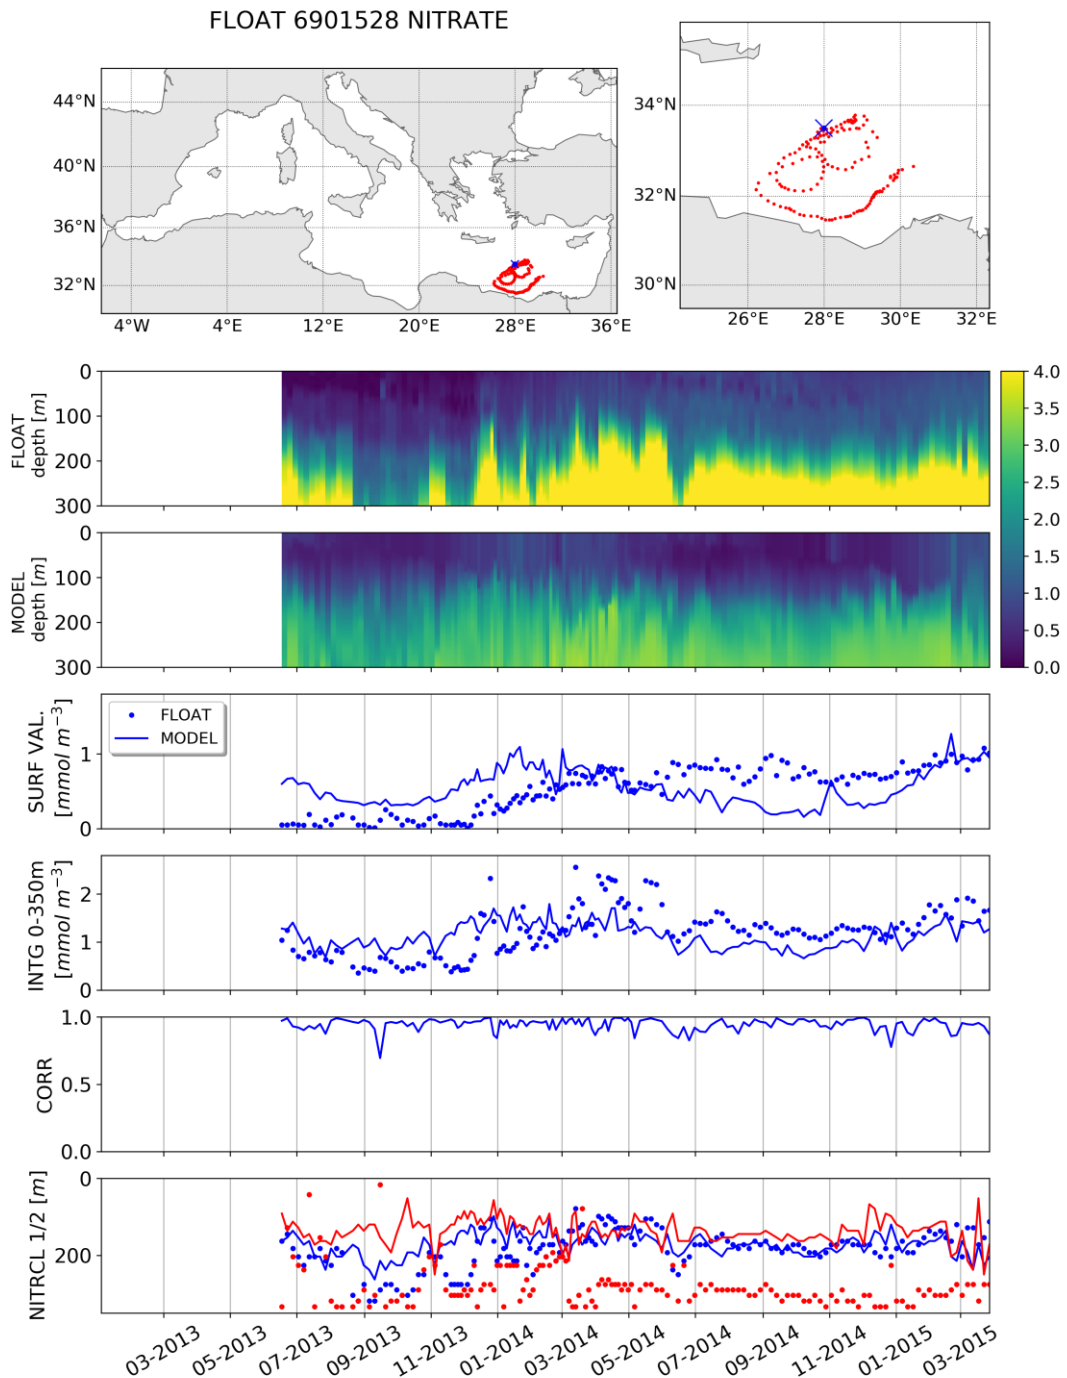 FLOAT 6901528 NITRATE
44°N
40°N
36°N
32°N
4°W
4°E
12°E
20°E
28°E
36°E
34°N
32°N
30°N
26°E
28°E
30°E
32°E
FLOAT
depth [m]
0
100
200
300
MODEL
depth [m]
0
100
200
300
4.0
3.5
3.0
2.5
2.0
1.5
1.0
0.5
0.0
SURF VAL.
[mmol m⁻³]
1
0
FLOAT
MODEL
INTG 0-350m
[mmol m⁻³]
2
1
0
CORR
1.0
0.5
0.0
NITRCL 1/2 [m]
0
200
03-2013
05-2013
07-2013
09-2013
11-2013
01-2014
03-2014
05-2014
07-2014
09-2014
11-2014
01-2015
03-2015